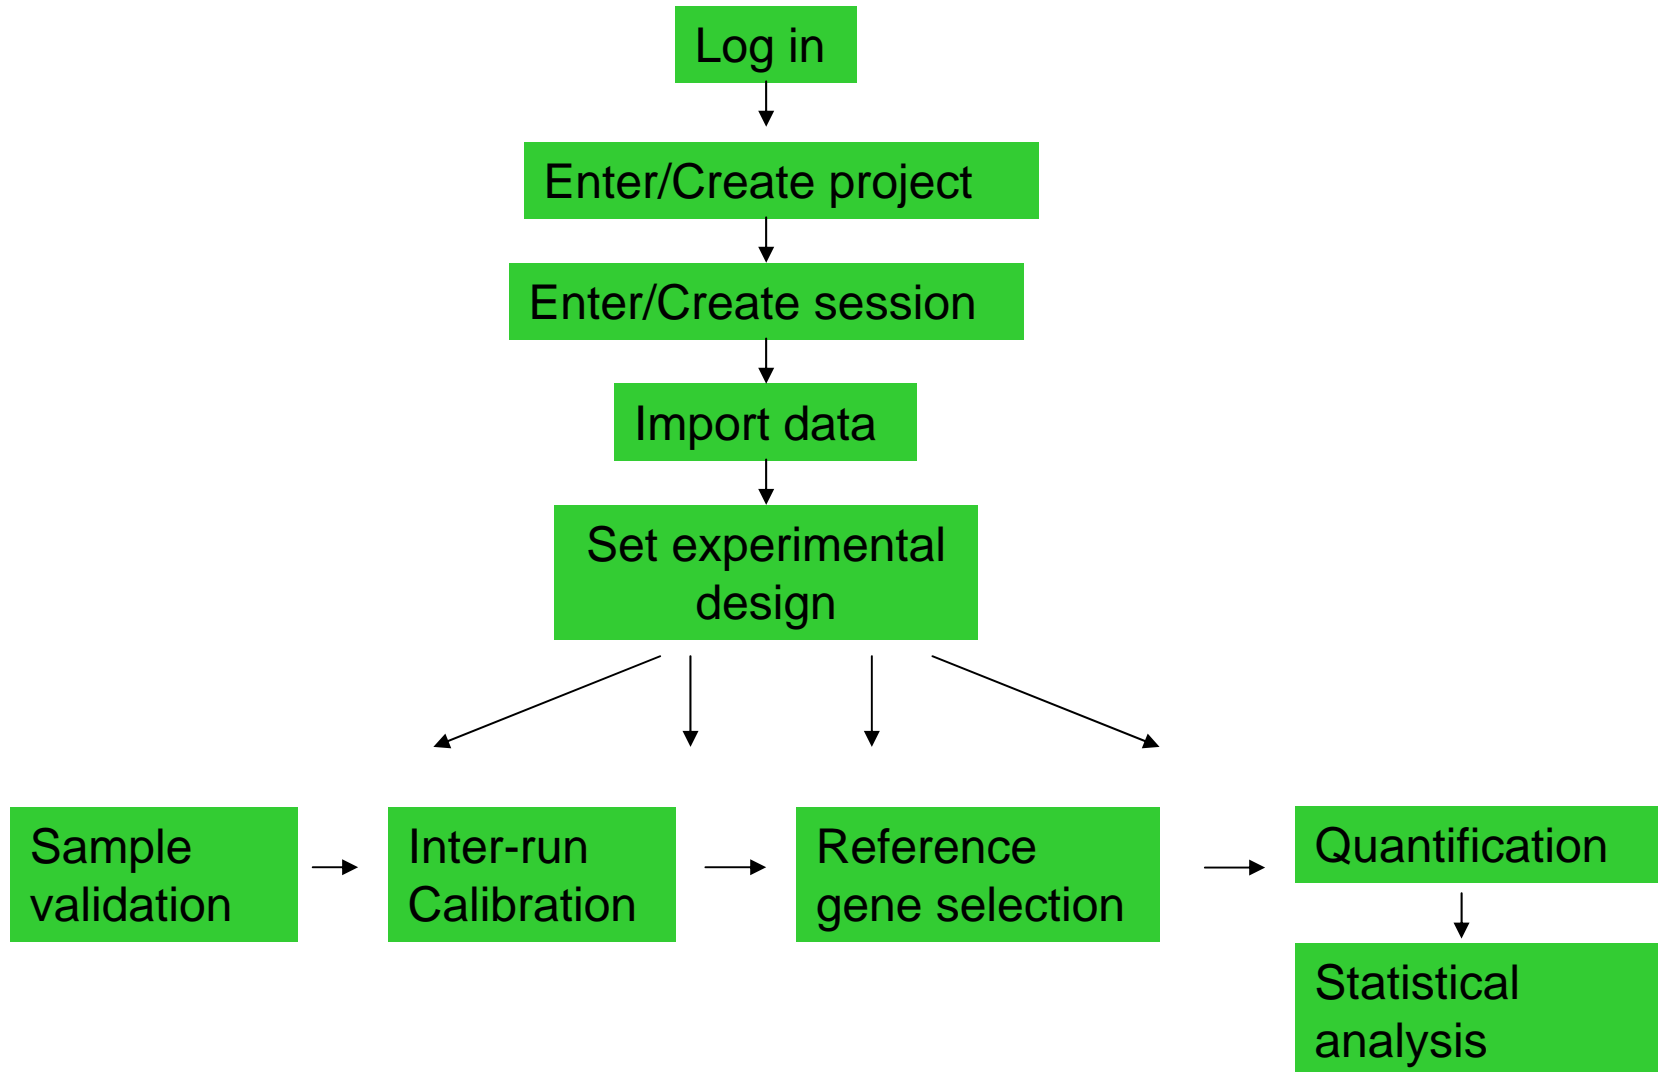 Log in
Enter/Create project
Enter/Create session
Import data
Set experimental
design
Sample
validation
Inter-run
Calibration
Reference
gene selection
Quantification
Statistical
analysis